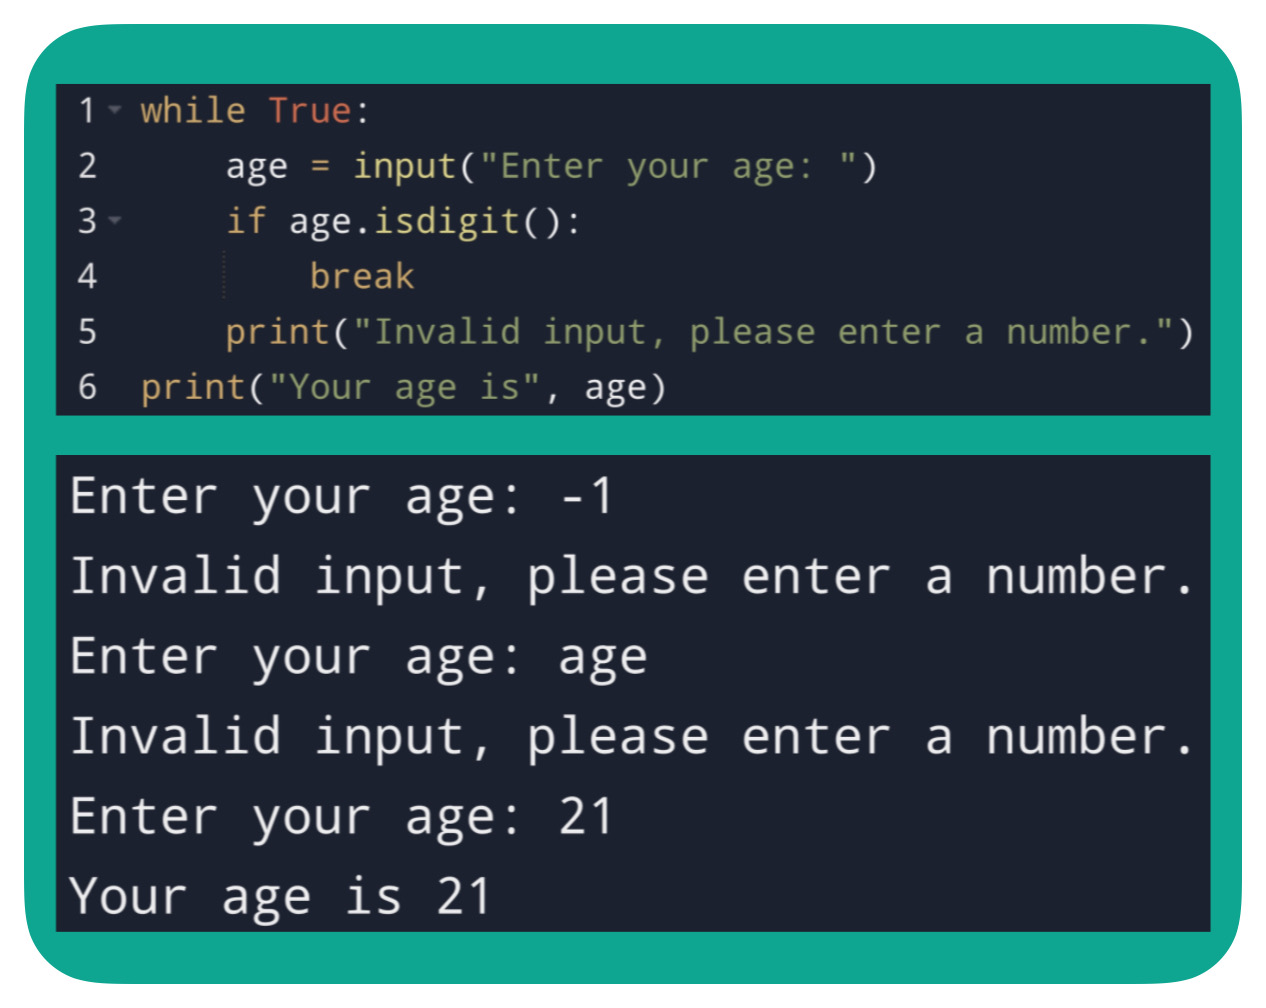 1 while True:
2     age = input("Enter your age: ")
3     if age.isdigit():
4         break
5     print("Invalid input, please enter a number.")
6 print("Your age is", age)
Enter your age: -1
Invalid input, please enter a number.
Enter your age: age
Invalid input, please enter a number.
Enter your age: 21
Your age is 21